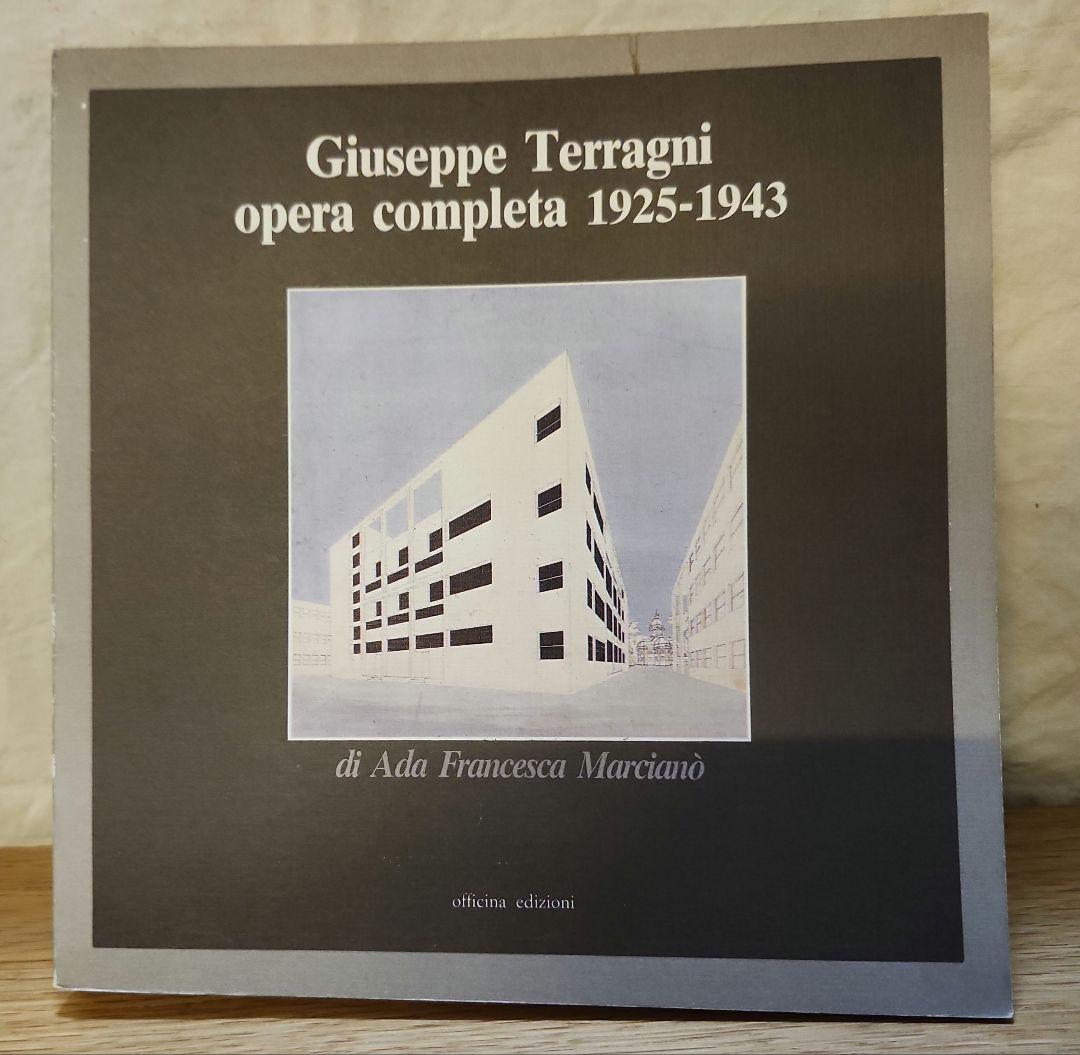 Giuseppe Terragni
opera completa 1925-1943
di Ada Francesca Marcianò
officina edizioni